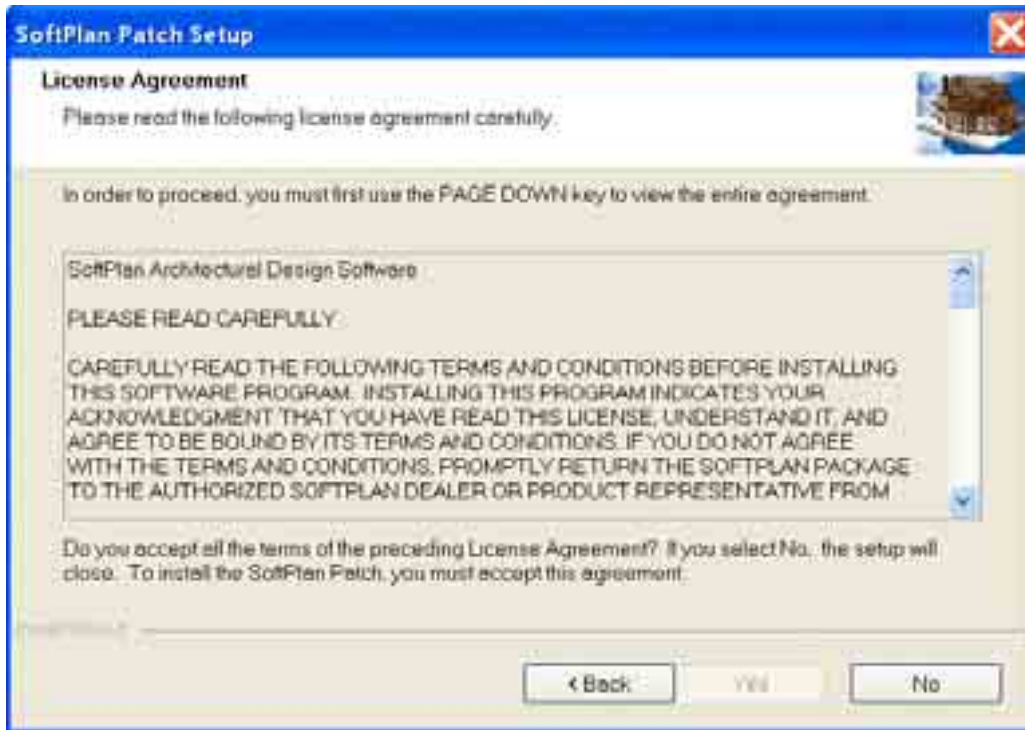 SoftPlan Patch Setup
License Agreement
Please read the following license agreement carefully.
In order to proceed, you must first use the PAGE DOWN key to view the entire agreement.
SoftPlan Architectural Design Software
PLEASE READ CAREFULLY
CAREFULLY READ THE FOLLOWING TERMS AND CONDITIONS BEFORE INSTALLING
THIS SOFTWARE PROGRAM. INSTALLING THIS PROGRAM INDICATES YOUR
ACKNOWLEDGMENT THAT YOU HAVE READ THIS LICENSE, UNDERSTAND IT, AND
AGREE TO BE BOUND BY ITS TERMS AND CONDITIONS. IF YOU DO NOT AGREE
WITH THE TERMS AND CONDITIONS, PROMPTLY RETURN THE SOFTPLAN PACKAGE
TO THE AUTHORIZED SOFTPLAN DEALER OR PRODUCT REPRESENTATIVE FROM
Do you accept all the terms of the preceding License Agreement? If you select No, the setup will
close. To install the SoftPlan Patch, you must accept this agreement.
< Back Yes No